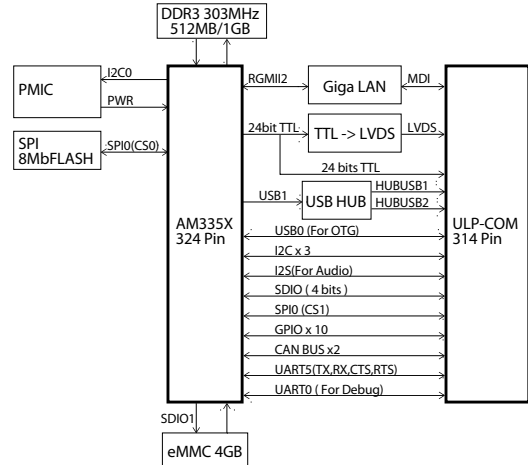 DDR3 303MHz
512MB/1GB
PMIC
I2C0
PWR
SPI
8MbFLASH
SPI0(CS0)
AM335X
324 Pin
RGMII2
Giga LAN
MDI
24bit TTL
TTL -> LVDS
LVDS
24 bits TTL
USB1
USB HUB
HUBUSB1
HUBUSB2
ULP-COM
314 Pin
USB0 (For OTG)
I2C x 3
I2S(For Audio)
SDIO ( 4 bits )
SPI0 (CS1)
GPIO x 10
CAN BUS x2
UART5(TX,RX,CTS,RTS)
UART0 ( For Debug)
SDIO1
eMMC 4GB